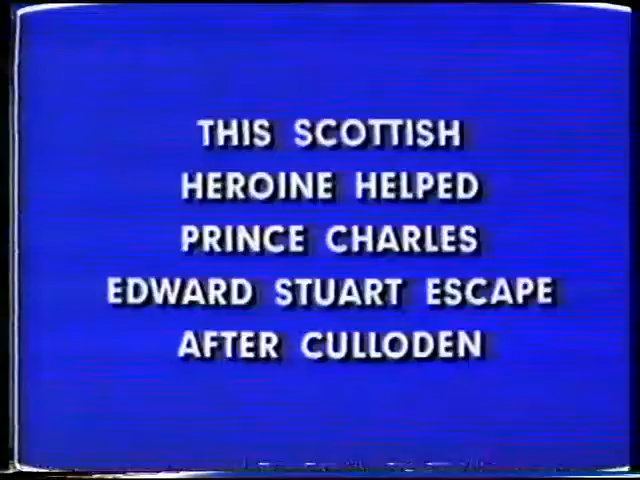 THIS SCOTTISH
HEROINE HELPED
PRINCE CHARLES
EDWARD STUART ESCAPE
AFTER CULLODEN